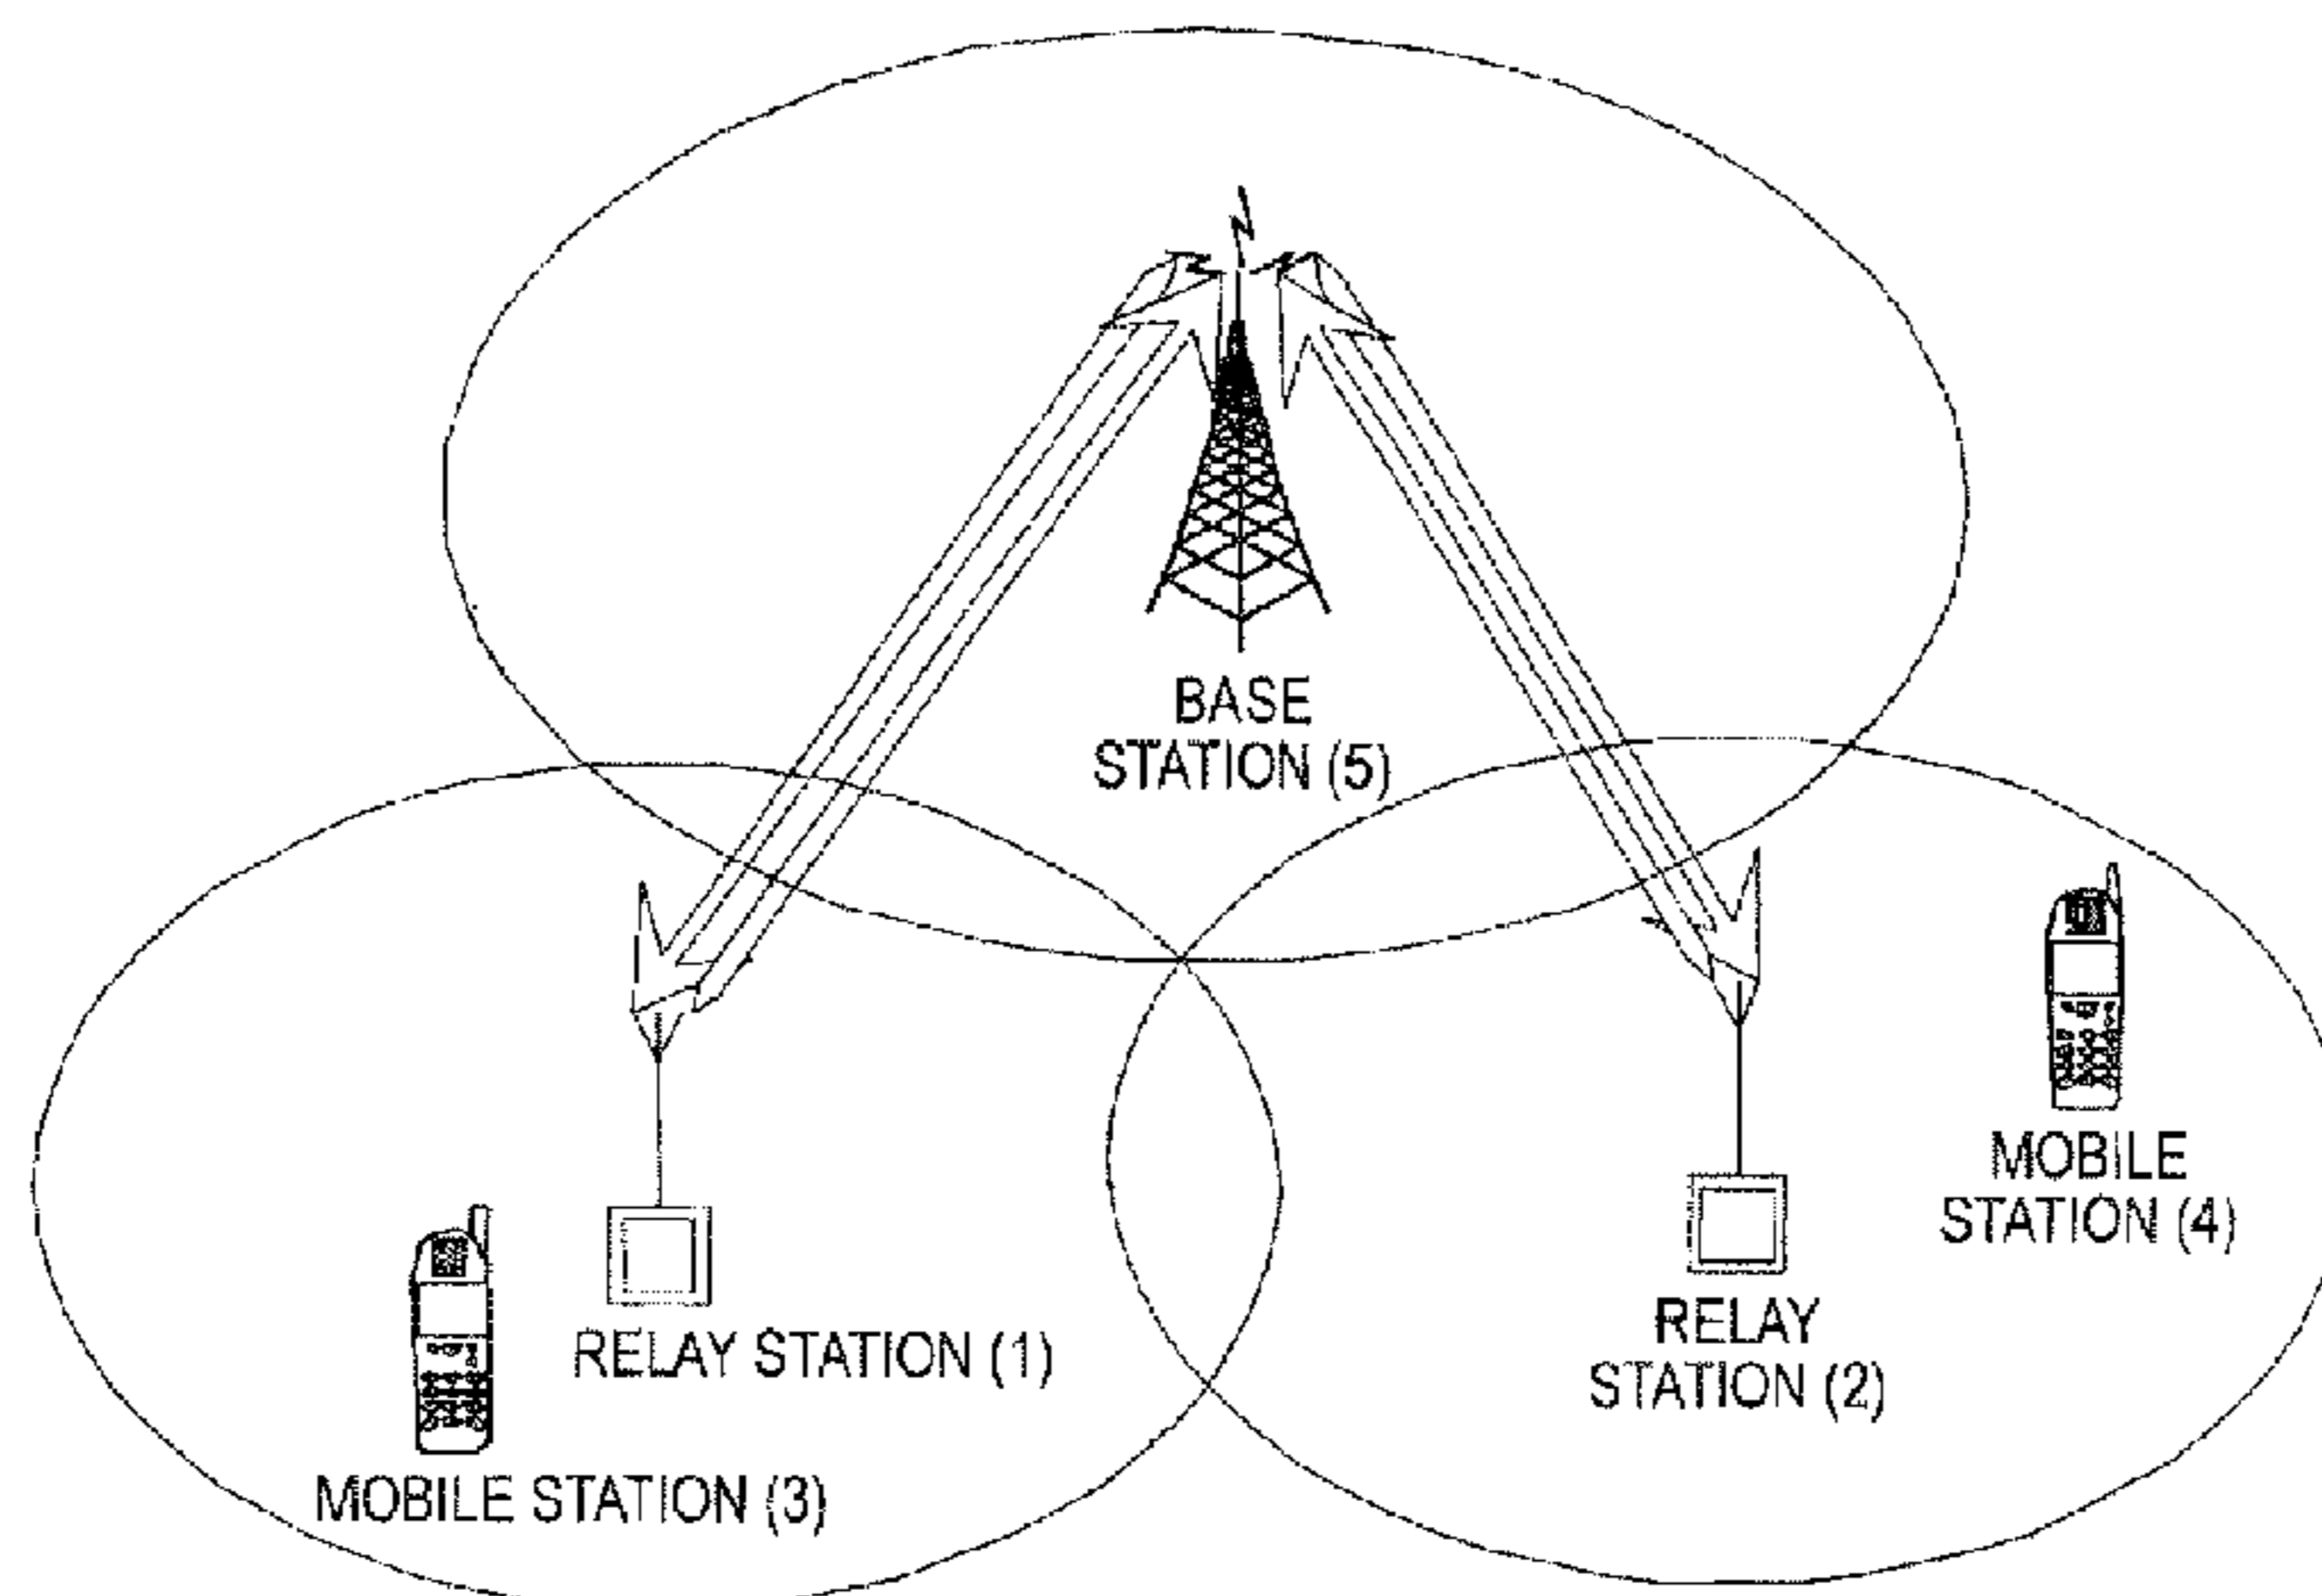 BASE
STATION (5)
MOBILE
STATION (4)
RELAY
STATION (2)
RELAY STATION (1)
MOBILE STATION (3)